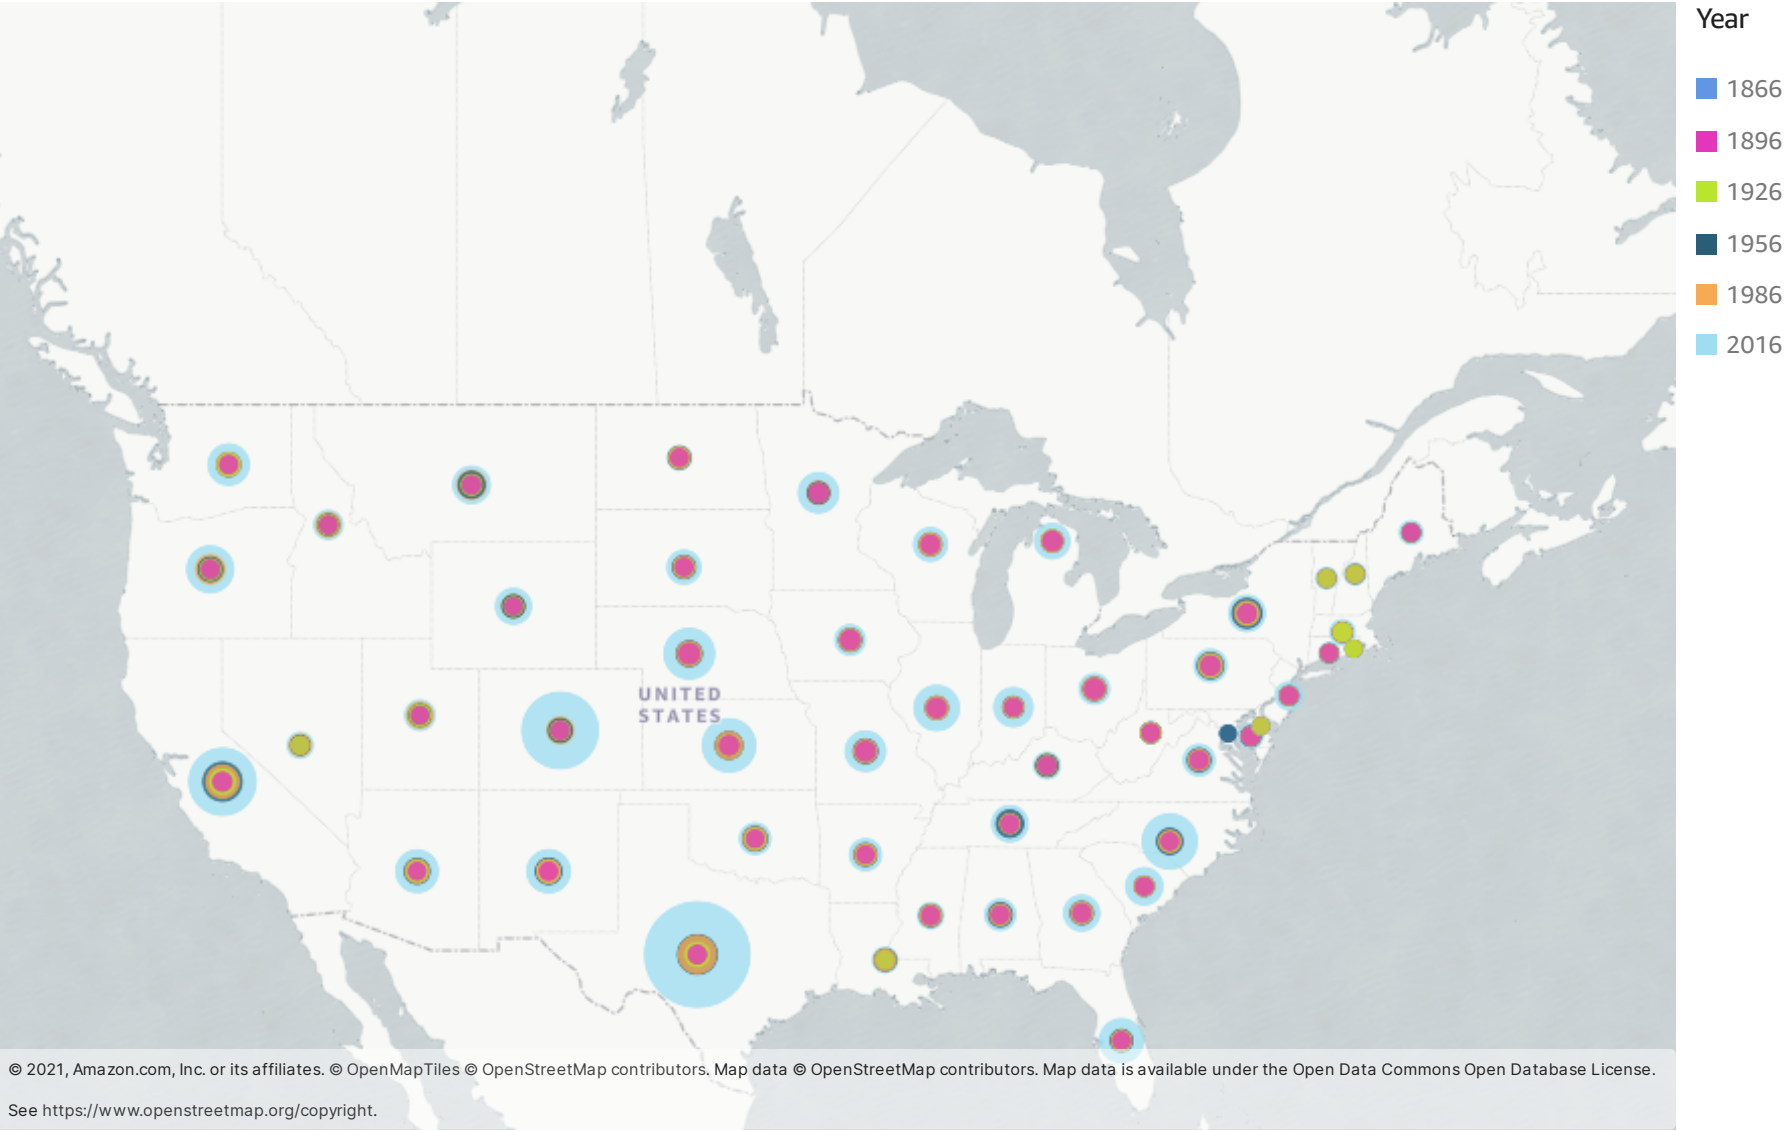 Year
1866
1896
1926
1956
1986
2016
UNITED
STATES
© 2021, Amazon.com, Inc. or its affiliates. © OpenMapTiles © OpenStreetMap contributors. Map data © OpenStreetMap contributors. Map data is available under the Open Data Commons Open Database License.
See https://www.openstreetmap.org/copyright.